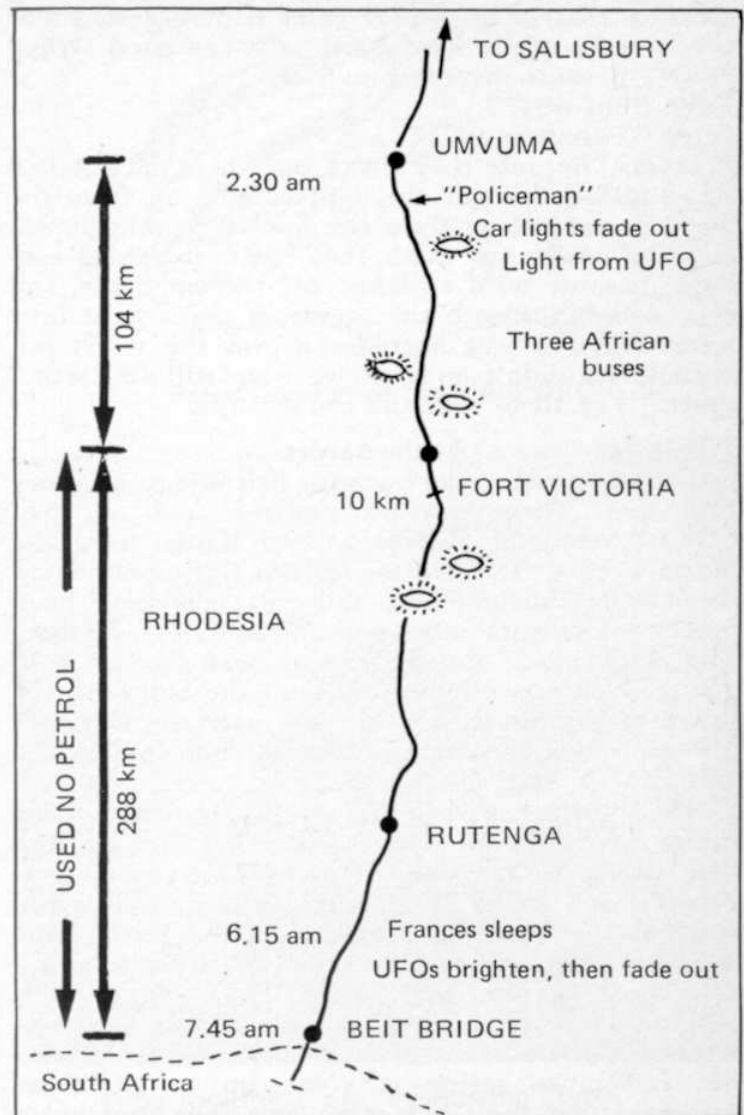 TO SALISBURY
UMVUMA
2.30 am
"Policeman"
Car lights fade out
Light from UFO
104 km
Three African
buses
FORT VICTORIA
10 km
RHODESIA
USED NO PETROL
288 km
RUTENGA
6.15 am
Frances sleeps
UFOs brighten, then fade out
7.45 am
BEIT BRIDGE
South Africa